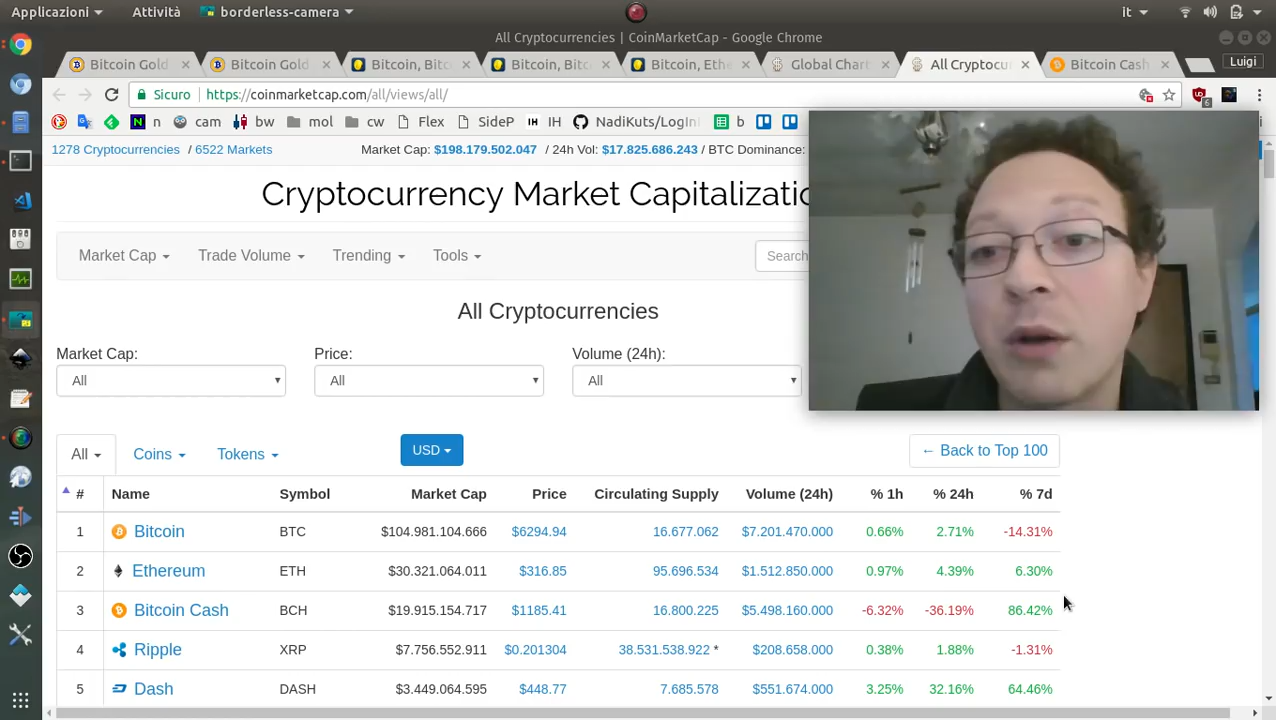 Applicazioni Attività borderless-camera it
All Cryptocurrencies | CoinMarketCap - Google Chrome
Bitcoin Gold Bitcoin Gold Bitcoin, Bitc Bitcoin, Bitc Bitcoin, Ethe Global Chart All Cryptocur Bitcoin Cash Luigi
Sicuro https://coinmarketcap.com/all/views/all/ 6
N n cam bw mol cw Flex SideP IH IH NadiKuts/LogIn b
1278 Cryptocurrencies / 6522 Markets Market Cap: $198.179.502.047 / 24h Vol: $17.825.686.243 / BTC Dominance:
Cryptocurrency Market Capitalizatio
Market Cap Trade Volume Trending Tools Search
All Cryptocurrencies
Market Cap: Price: Volume (24h):
All All All
All Coins Tokens USD ← Back to Top 100
# Name Symbol Market Cap Price Circulating Supply Volume (24h) % 1h % 24h % 7d
1 Bitcoin BTC $104.981.104.666 $6294.94 16.677.062 $7.201.470.000 0.66% 2.71% -14.31%
2 Ethereum ETH $30.321.064.011 $316.85 95.696.534 $1.512.850.000 0.97% 4.39% 6.30%
3 Bitcoin Cash BCH $19.915.154.717 $1185.41 16.800.225 $5.498.160.000 -6.32% -36.19% 86.42%
4 Ripple XRP $7.756.552.911 $0.201304 38.531.538.922 * $208.658.000 0.38% 1.88% -1.31%
5 Dash DASH $3.449.064.595 $448.77 7.685.578 $551.674.000 3.25% 32.16% 64.46%